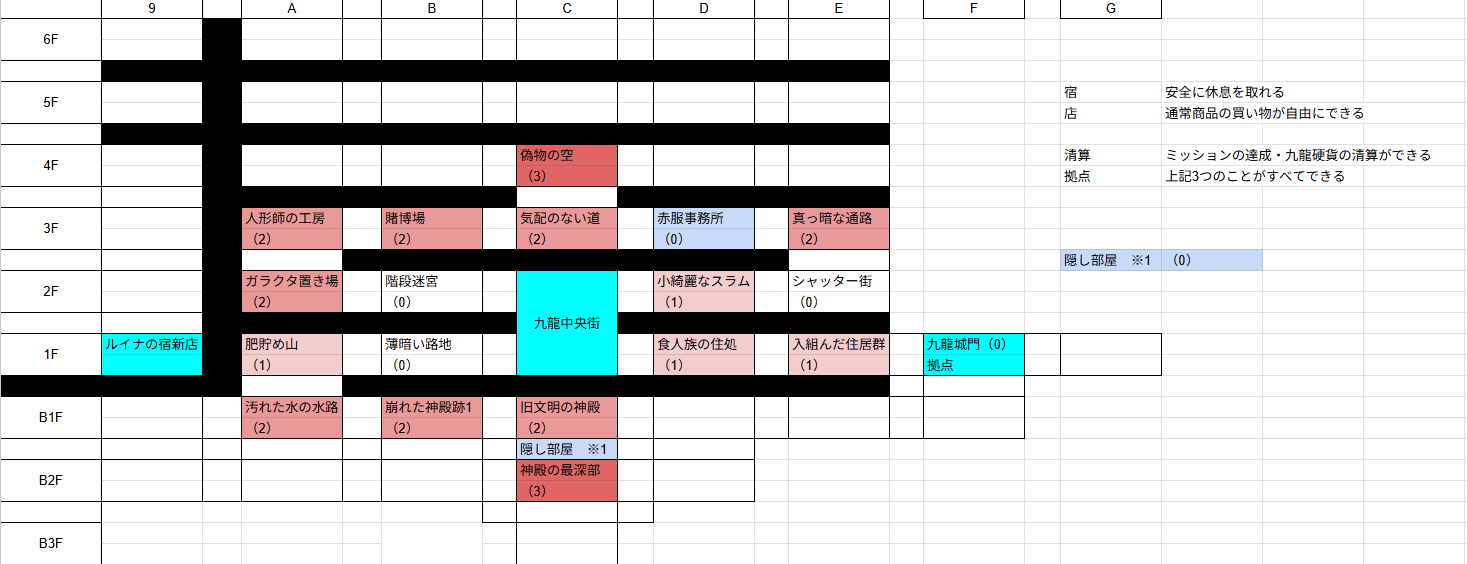 9 A B C D E F G
6F
5F
宿 安全に休息を取れる
店 通常商品の買い物が自由にできる
4F
偽物の空
（3）
清算 ミッションの達成・九龍硬貨の清算ができる
拠点 上記3つのことがすべてできる
3F
人形師の工房 賭博場 気配のない道 赤服事務所 真っ暗な通路
（2） （2） （2） （0） （2）
隠し部屋　※1 （0）
2F
ガラクタ置き場 階段迷宮 小綺麗なスラム シャッター街
（2） （0） （1） （0）
九龍中央街
1F
ルイナの宿新店 肥貯め山 薄暗い路地 食人族の住処 入組んだ住居群 九龍城門（0）
（1） （0） （1） （1） 拠点
B1F
汚れた水の水路 崩れた神殿跡1 旧文明の神殿
（2） （2） （2）
隠し部屋　※1
B2F
神殿の最深部
（3）
B3F